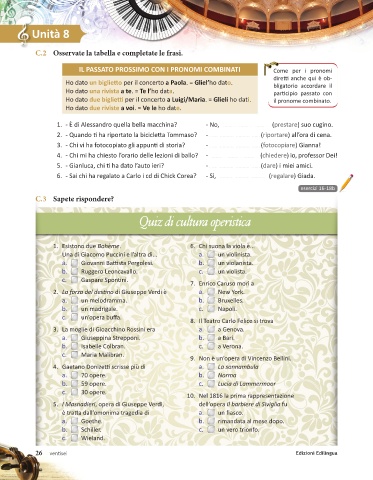 Unità 8
C.2 Osservate la tabella e completate le frasi.
IL PASSATO PROSSIMO CON I PRONOMI COMBINATI
Ho dato un biglietto per il concerto a Paola. = Gliel'ho dato.
Ho dato una rivista a te. = Te l'ho data.
Ho dato due biglietti per il concerto a Luigi/Maria. = Glieli ho dati.
Ho dato due riviste a voi. = Ve le ho date.
Come per i pronomi
diretti anche qui è ob-
bligatorio accordare il
participio passato con
il pronome combinato.
1. - È di Alessandro quella bella macchina? - No, (prestare) suo cugino.
2. - Quando ti ha riportato la bicicletta Tommaso? - (riportare) all'ora di cena.
3. - Chi vi ha fotocopiato gli appunti di storia? - (fotocopiare) Gianna!
4. - Chi mi ha chiesto l'orario delle lezioni di ballo? - (chiedere) io, professor Dei!
5. - Gianluca, chi ti ha dato l'auto ieri? - (dare) i miei amici.
6. - Sai chi ha regalato a Carlo i cd di Chick Corea? - Sì, (regalare) Giada.
esercizi 16-18b
C.3 Sapete rispondere?
Quiz di cultura operistica
1. Esistono due Boheme.
Una di Giacomo Puccini e l'altra di...
a. Giovanni Battista Pergolesi.
b. Ruggero Leoncavallo.
c. Gaspare Spontini.
2. La forza del destino di Giuseppe Verdi è
a. un melodramma.
b. un madrigale.
c. un'opera buffa.
3. La moglie di Gioacchino Rossini era
a. Giuseppina Strepponi.
b. Isabelle Colbran.
c. Maria Malibran.
4. Gaetano Donizetti scrisse più di
a. 70 opere.
b. 59 opere.
c. 30 opere.
5. I Masnadieri, opera di Giuseppe Verdi,
è tratta dall'omonima tragedia di
a. Goethe.
b. Schiller.
c. Wieland.
6. Chi suona la viola è...
a. un violinista.
b. un violanista.
c. un violista.
7. Enrico Caruso morì a
a. New York.
b. Bruxelles.
c. Napoli.
8. Il Teatro Carlo Felice si trova
a. a Genova.
b. a Bari.
c. a Verona.
9. Non è un'opera di Vincenzo Bellini.
a. La sonnambula
b. Norma
c. Lucia di Lammermoor
10. Nel 1816 la prima rappresentazione
dell'opera Il barbiere di Siviglia fu
a. un fiasco.
b. rimandata al mese dopo.
c. un vero trionfo.
26 ventisei
Edizioni Edilingua